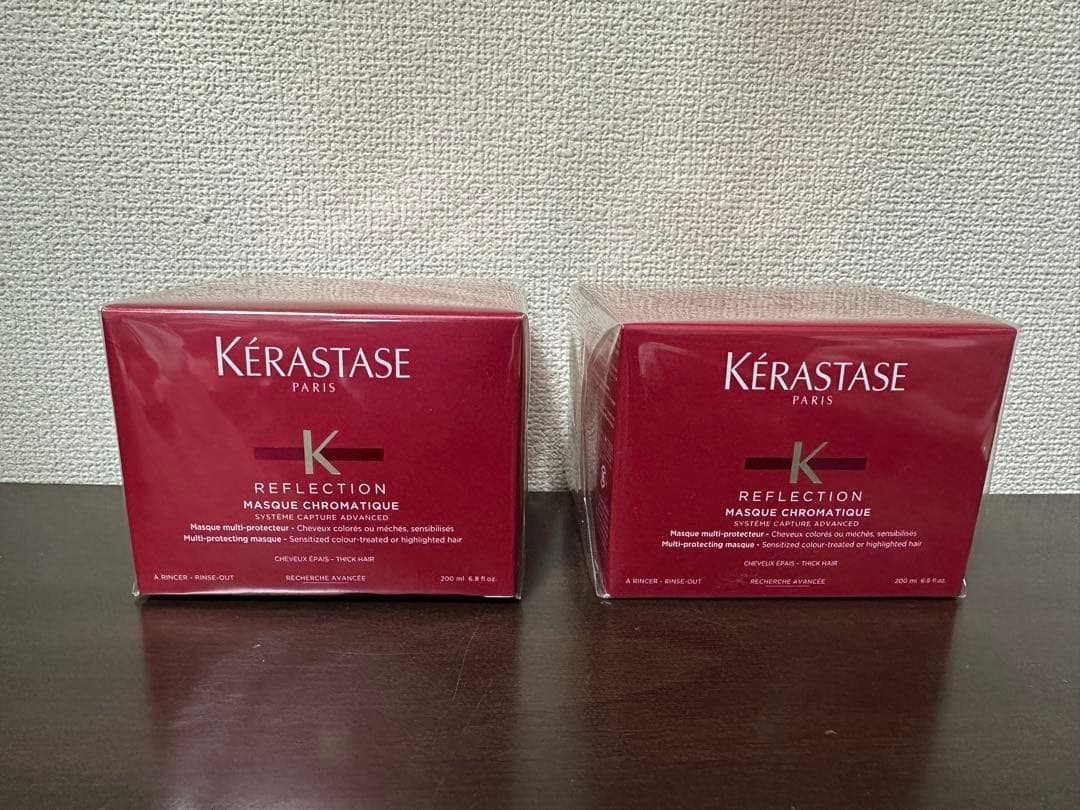 KÉRASTASE
PARIS
K
REFLECTION
MASQUE CHROMATIQUE
SYSTÈME CAPTURE ADVANCED
Masque multi-protecteur - Cheveux colorés ou méchés, sensibilisés
Multi-protecting masque - Sensitized colour-treated or highlighted hair
CHEVEUX ÉPAIS - THICK HAIR
À RINCER - RINSE-OUT RECHERCHE AVANCÉE 200 ml 6.8 fl.oz.
KÉRASTASE
PARIS
K
REFLECTION
MASQUE CHROMATIQUE
SYSTÈME CAPTURE ADVANCED
Masque multi-protecteur - Cheveux colorés ou méchés, sensibilisés
Multi-protecting masque - Sensitized colour-treated or highlighted hair
CHEVEUX ÉPAIS - THICK HAIR
À RINCER - RINSE-OUT RECHERCHE AVANCÉE 200 ml 6.8 fl.oz.